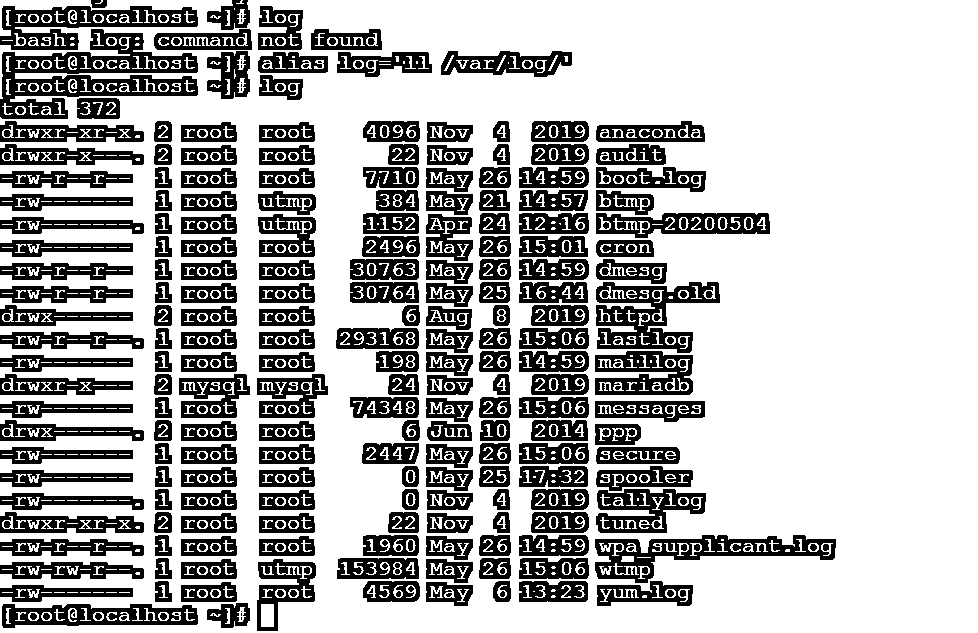 [root@localhost ~]# log
-bash: log: command not found
[root@localhost ~]# alias log='ll /var/log/'
[root@localhost ~]# log
total 372
drwxr-xr-x. 2 root root 4096 Nov 4 2019 anaconda
drwxr-x---. 2 root root 22 Nov 4 2019 audit
-rw-r--r-- 1 root root 7710 May 26 14:59 boot.log
-rw------- 1 root utmp 384 May 21 14:57 btmp
-rw-------. 1 root utmp 1152 Apr 24 12:16 btmp-20200504
-rw------- 1 root root 2496 May 26 15:01 cron
-rw-r--r-- 1 root root 30763 May 26 14:59 dmesg
-rw-r--r-- 1 root root 30764 May 25 16:44 dmesg.old
drwx------ 2 root root 6 Aug 8 2019 httpd
-rw-r--r--. 1 root root 293168 May 26 15:06 lastlog
-rw------- 1 root root 198 May 26 14:59 maillog
drwxr-x--- 2 mysql mysql 24 Nov 4 2019 mariadb
-rw------- 1 root root 74348 May 26 15:06 messages
drwx------. 2 root root 6 Jun 10 2014 ppp
-rw------- 1 root root 2447 May 26 15:06 secure
-rw------- 1 root root 0 May 25 17:32 spooler
-rw-------. 1 root root 0 Nov 4 2019 tallylog
drwxr-xr-x. 2 root root 22 Nov 4 2019 tuned
-rw-r--r--. 1 root root 1960 May 26 14:59 wpa_supplicant.log
-rw-rw-r--. 1 root utmp 153984 May 26 15:06 wtmp
-rw-------. 1 root root 4569 May 6 13:23 yum.log
[root@localhost ~]#